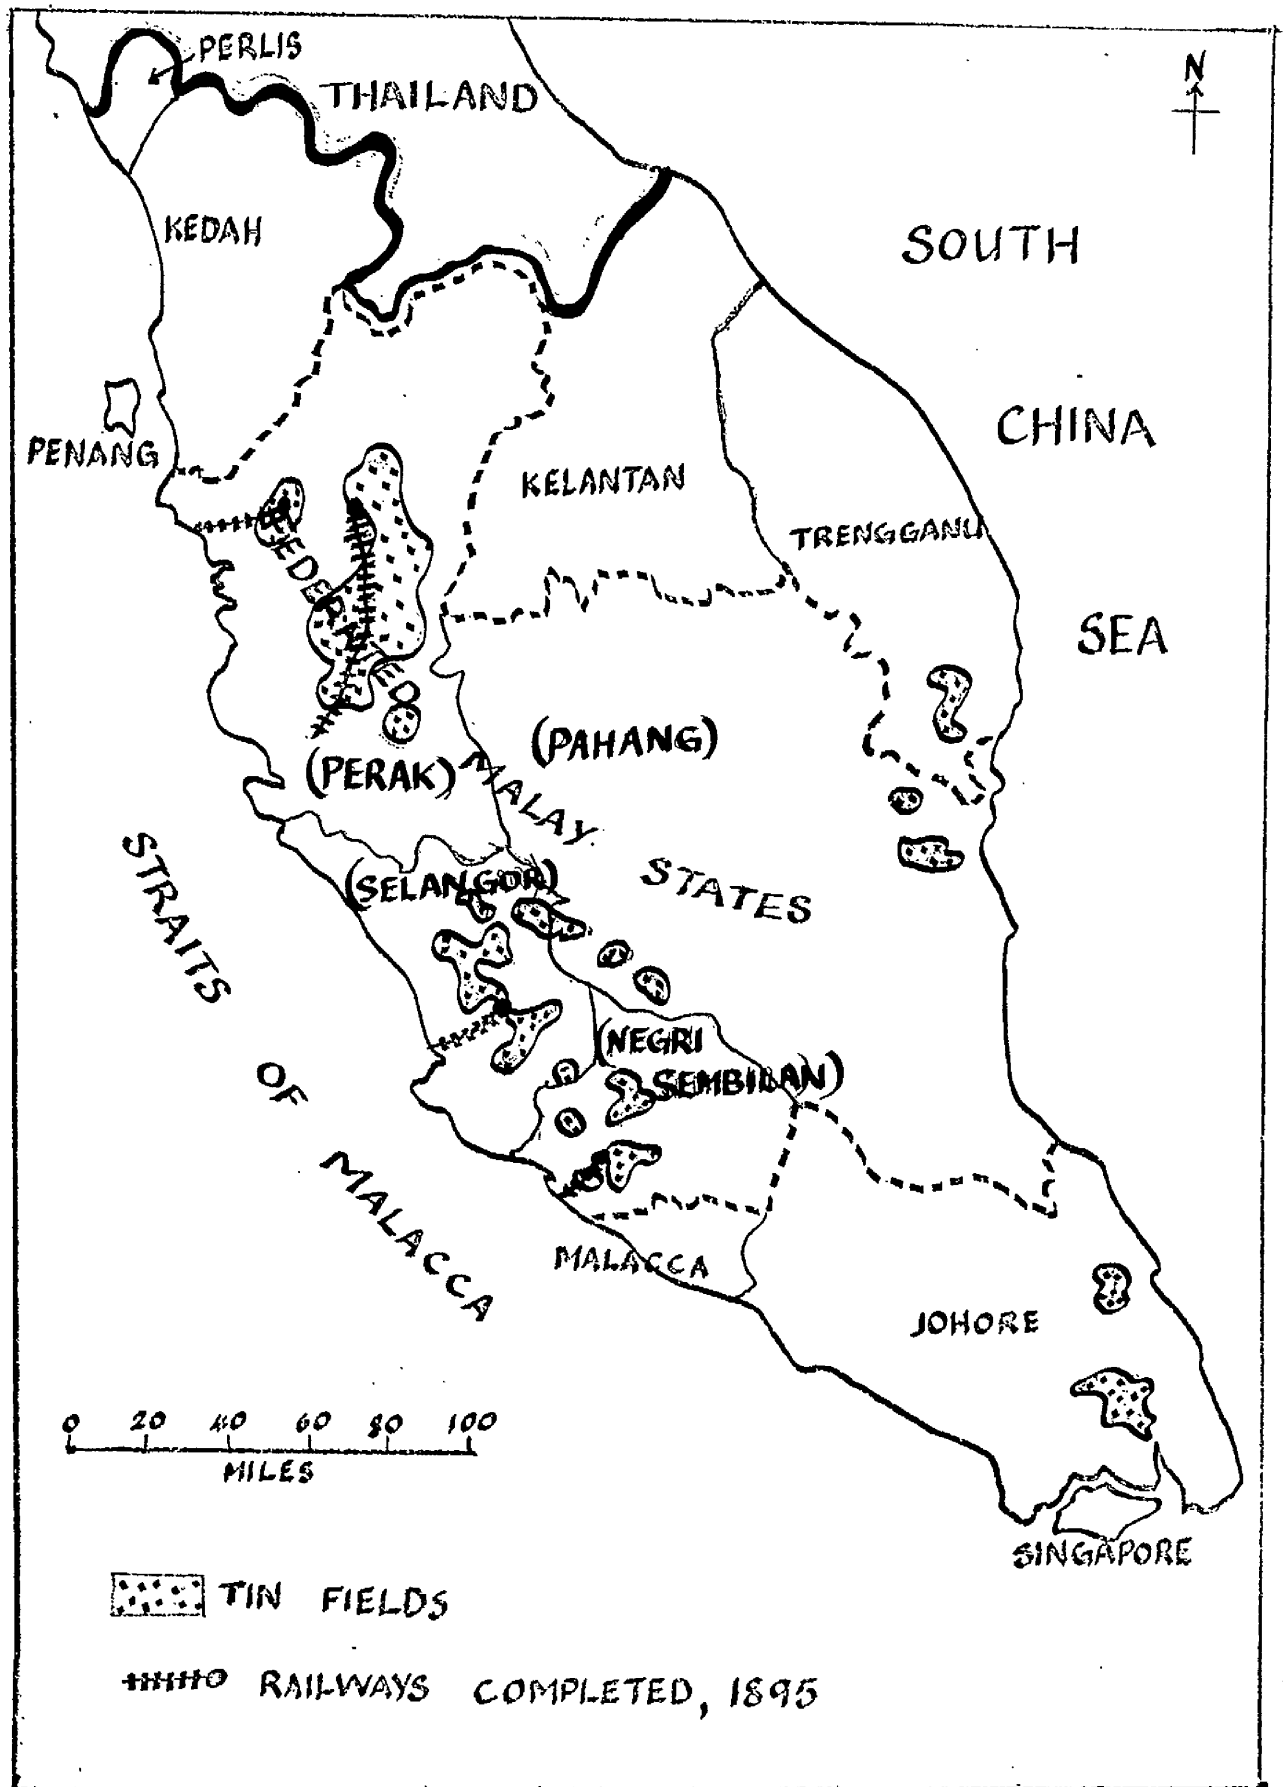 PERLIS
THAILAND
N
KEDAH
SOUTH
CHINA
SEA
PENANG
KELANTAN
TRENGGANU
FEDERATED
MALAY
STATES
(PERAK)
(PAHANG)
(SELANGOR)
(NEGRI
SEMBILAN)
STRAITS
OF
MALACCA
MALACCA
JOHORE
SINGAPORE
0 20 40 60 80 100
MILES
TIN FIELDS
RAILWAYS COMPLETED, 1895